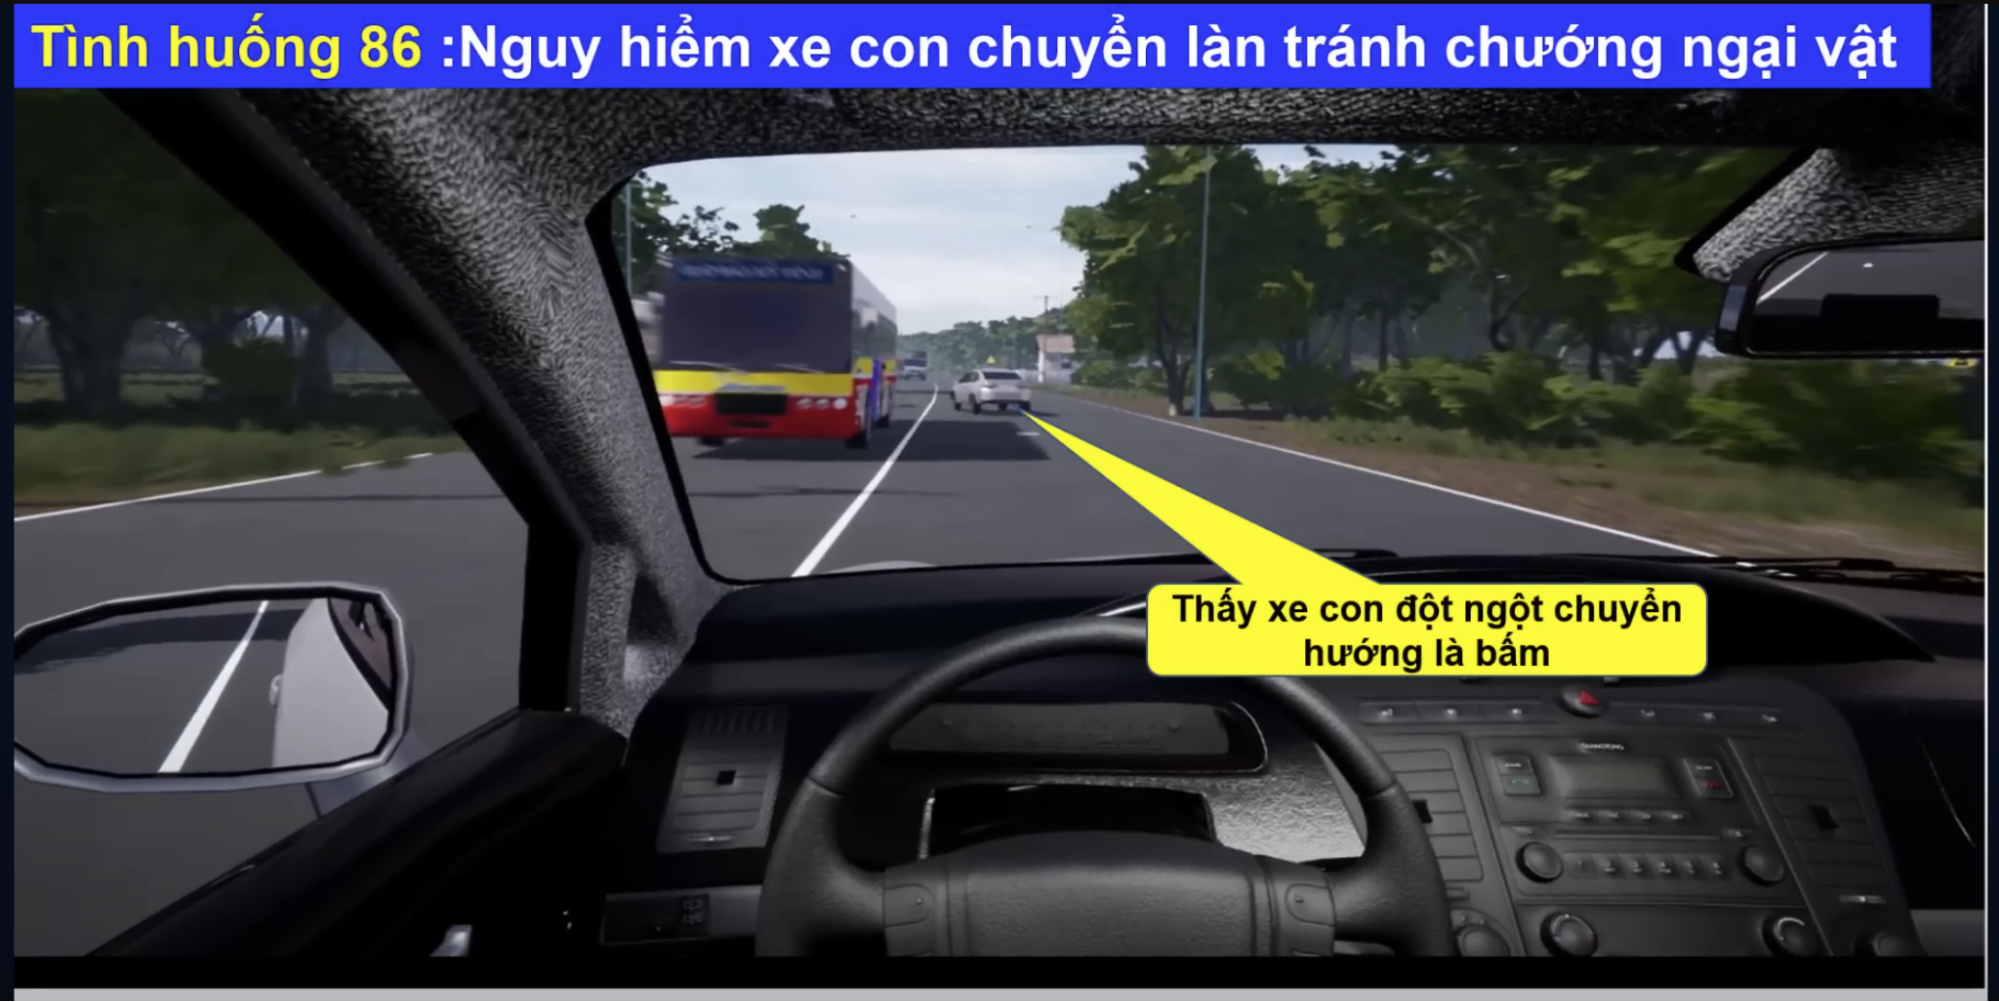 Tình huống 86 :Nguy hiểm xe con chuyển làn tránh chướng ngại vật
Thấy xe con đột ngột chuyển
hướng là bấm